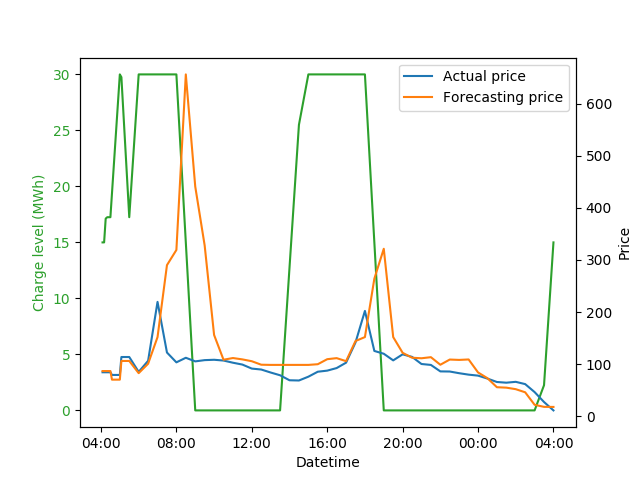 Actual price
Forecasting price
30
25
20
15
10
5
0
Charge level (MWh)
600
500
400
300
200
100
0
Price
04:00 08:00 12:00 16:00 20:00 00:00 04:00
Datetime